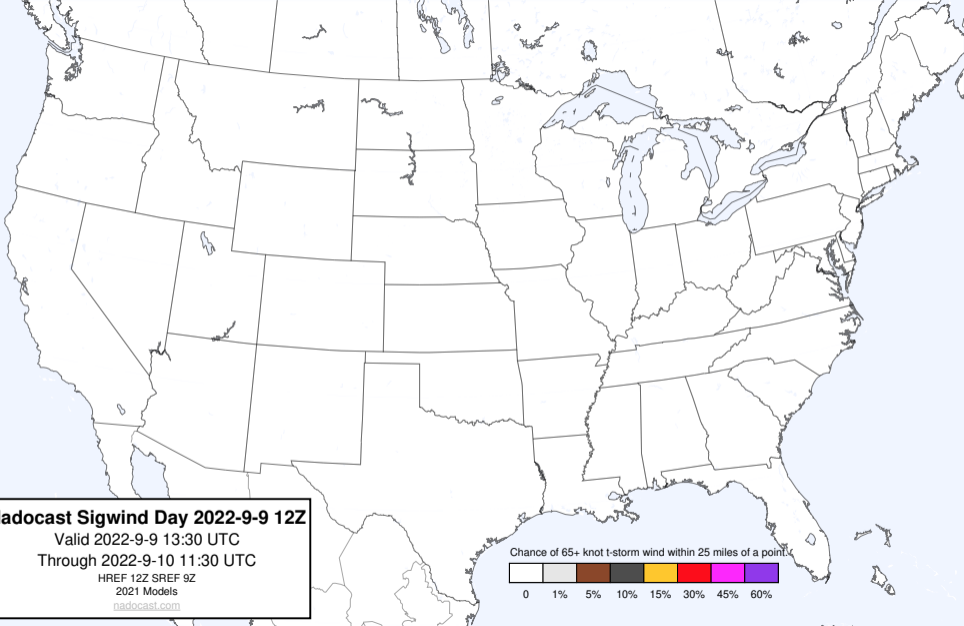 adocast Sigwind Day 2022-9-9 12Z
Valid 2022-9-9 13:30 UTC
Through 2022-9-10 11:30 UTC
HREF 12Z SREF 9Z
2021 Models
nadocast.com
Chance of 65+ knot t-storm wind within 25 miles of a point.
0 1% 5% 10% 15% 30% 45% 60%